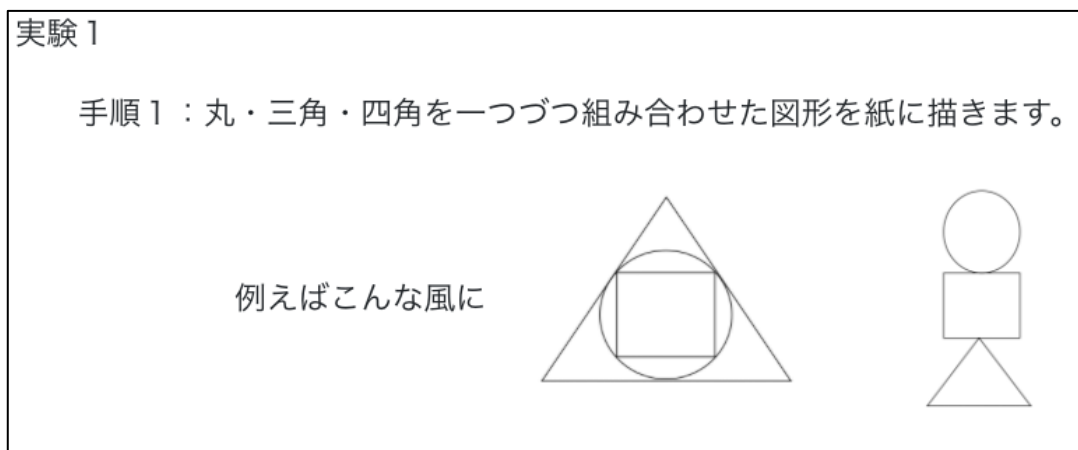 実験1
手順1：丸・三角・四角を一つづつ組み合わせた図形を紙に描きます。
例えばこんな風に